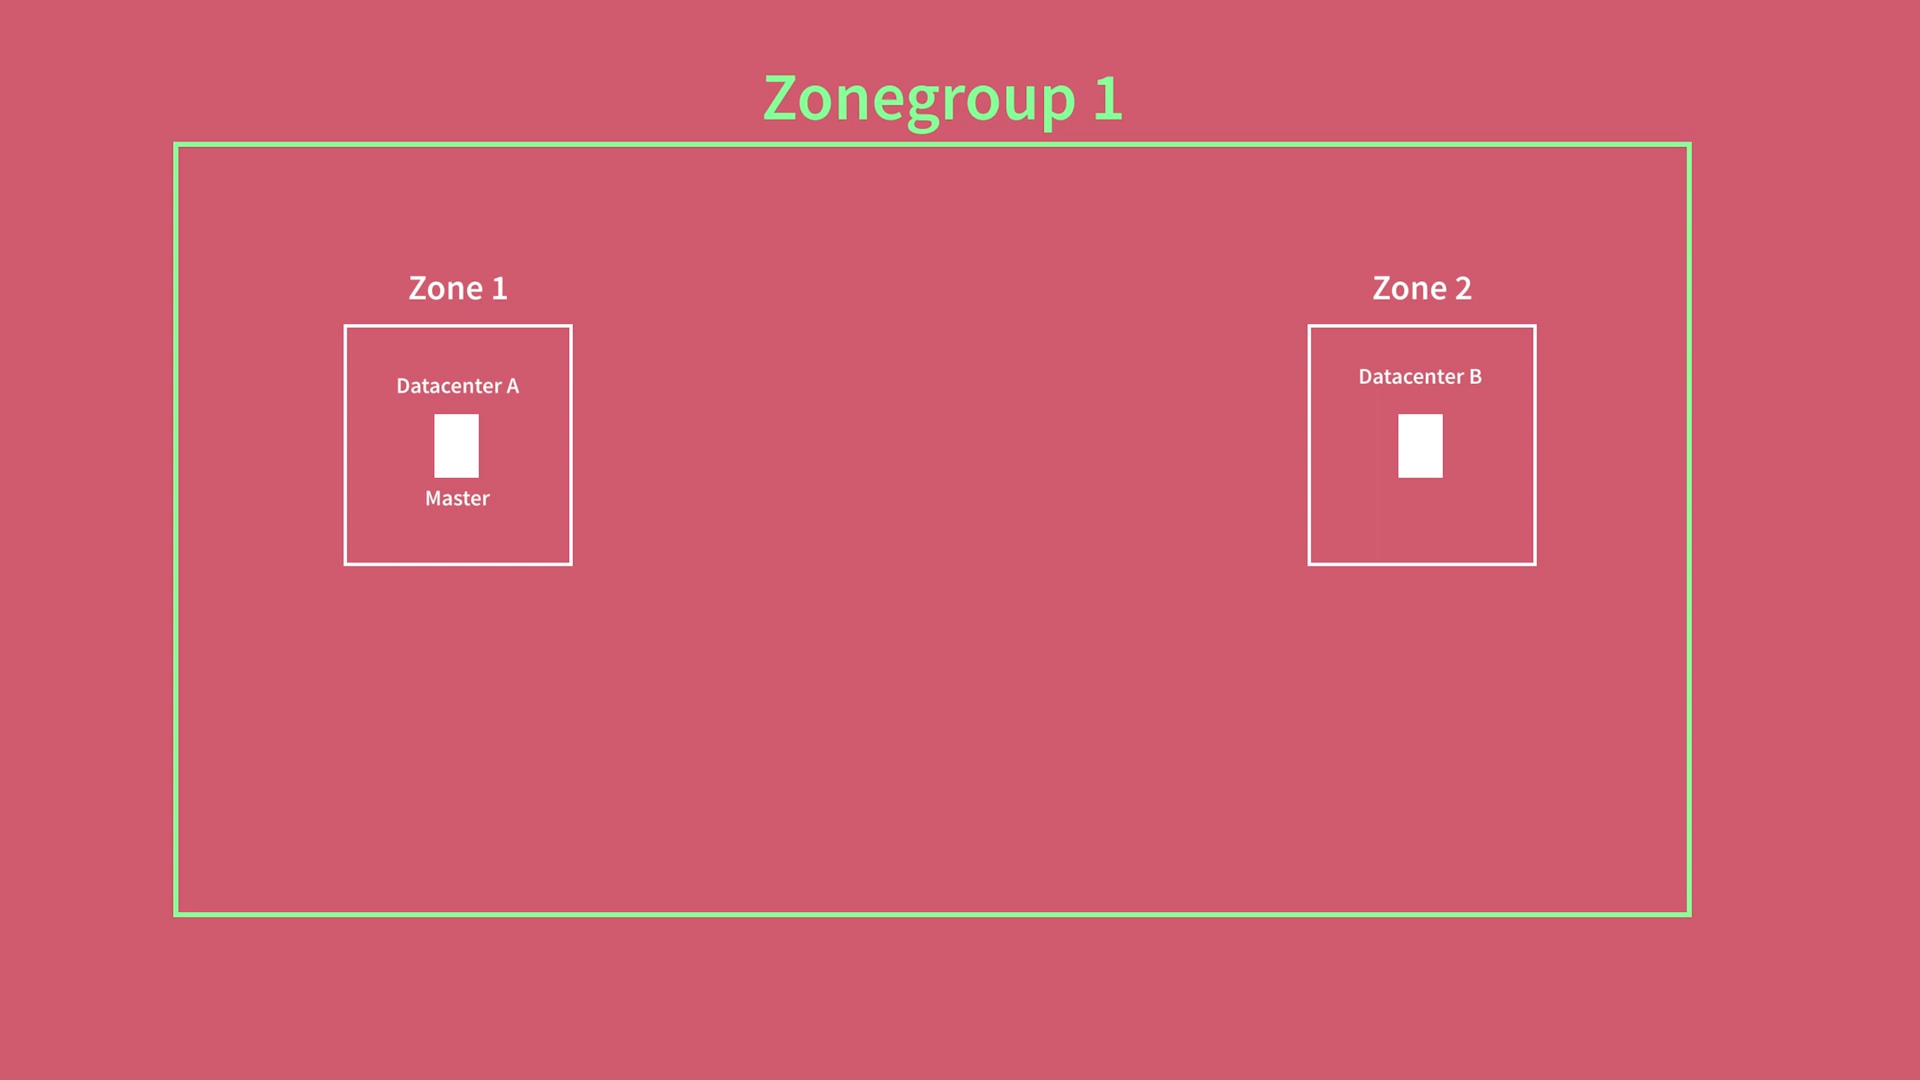 Zonegroup 1
Zone 1
Zone 2
Datacenter A
Datacenter B
Master